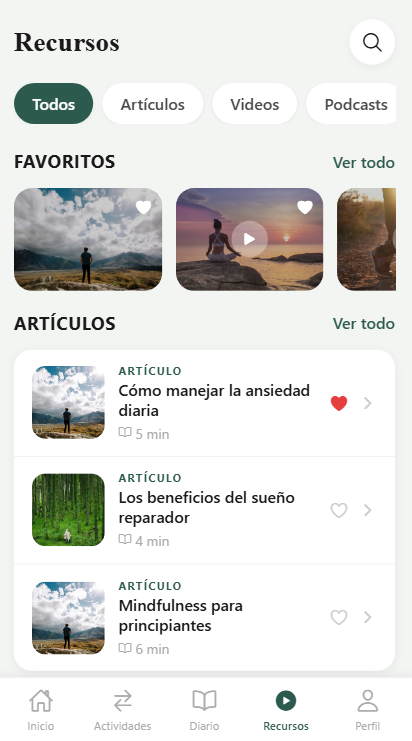 Recursos
Todos
Artículos
Videos
Podcasts
FAVORITOS
Ver todo
ARTÍCULOS
Ver todo
ARTÍCULO
Cómo manejar la ansiedad
diaria
5 min
ARTÍCULO
Los beneficios del sueño
reparador
4 min
ARTÍCULO
Mindfulness para
principiantes
6 min
Inicio
Actividades
Diario
Recursos
Perfil